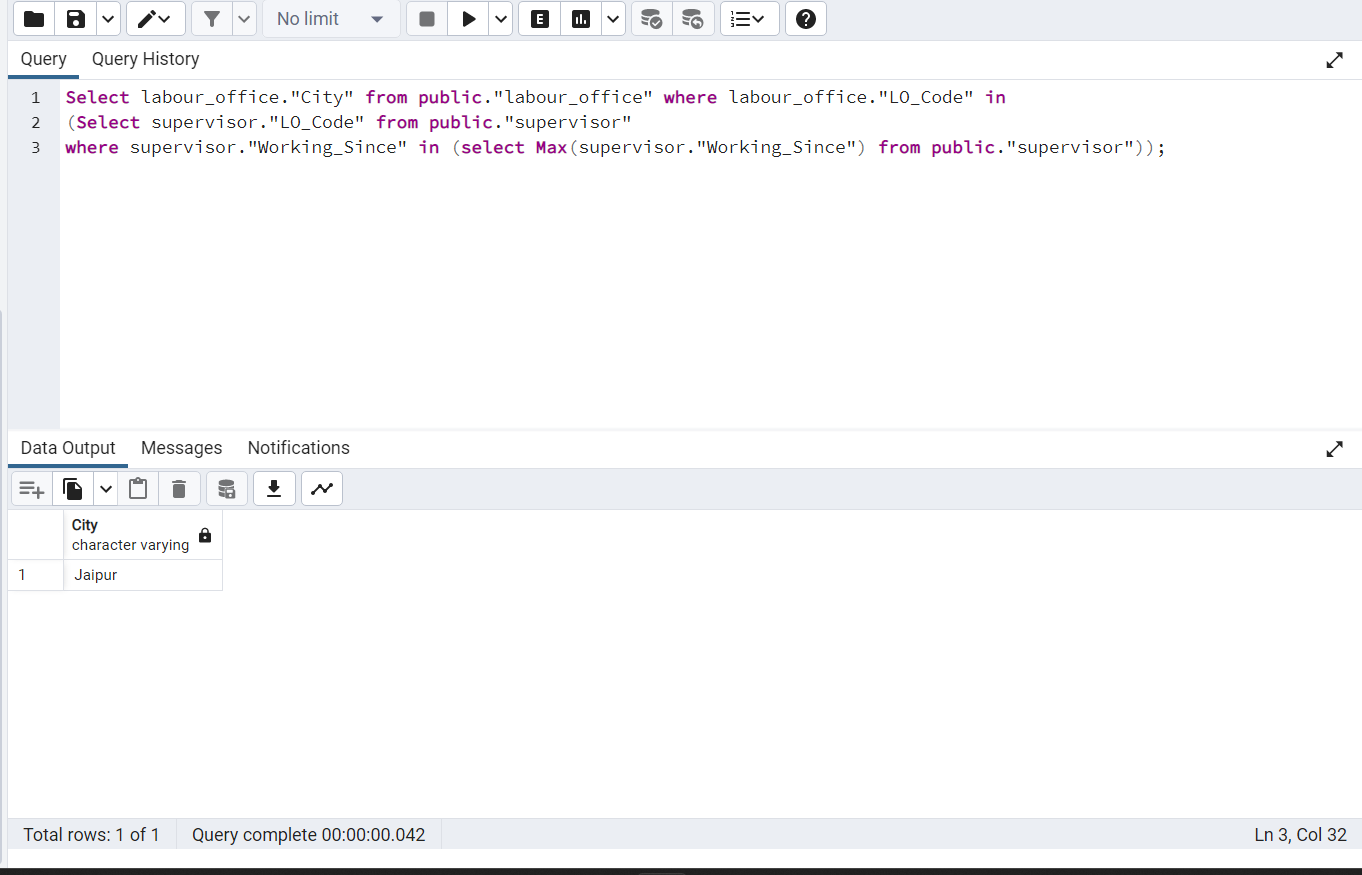 No limit
E
Query Query History
1 Select labour_office."City" from public."labour_office" where labour_office."LO_Code" in
2 (Select supervisor."LO_Code" from public."supervisor"
3 where supervisor."Working_Since" in (select Max(supervisor."Working_Since") from public."supervisor"));
Data Output Messages Notifications
City
character varying
1 Jaipur
Total rows: 1 of 1 Query complete 00:00:00.042 Ln 3, Col 32